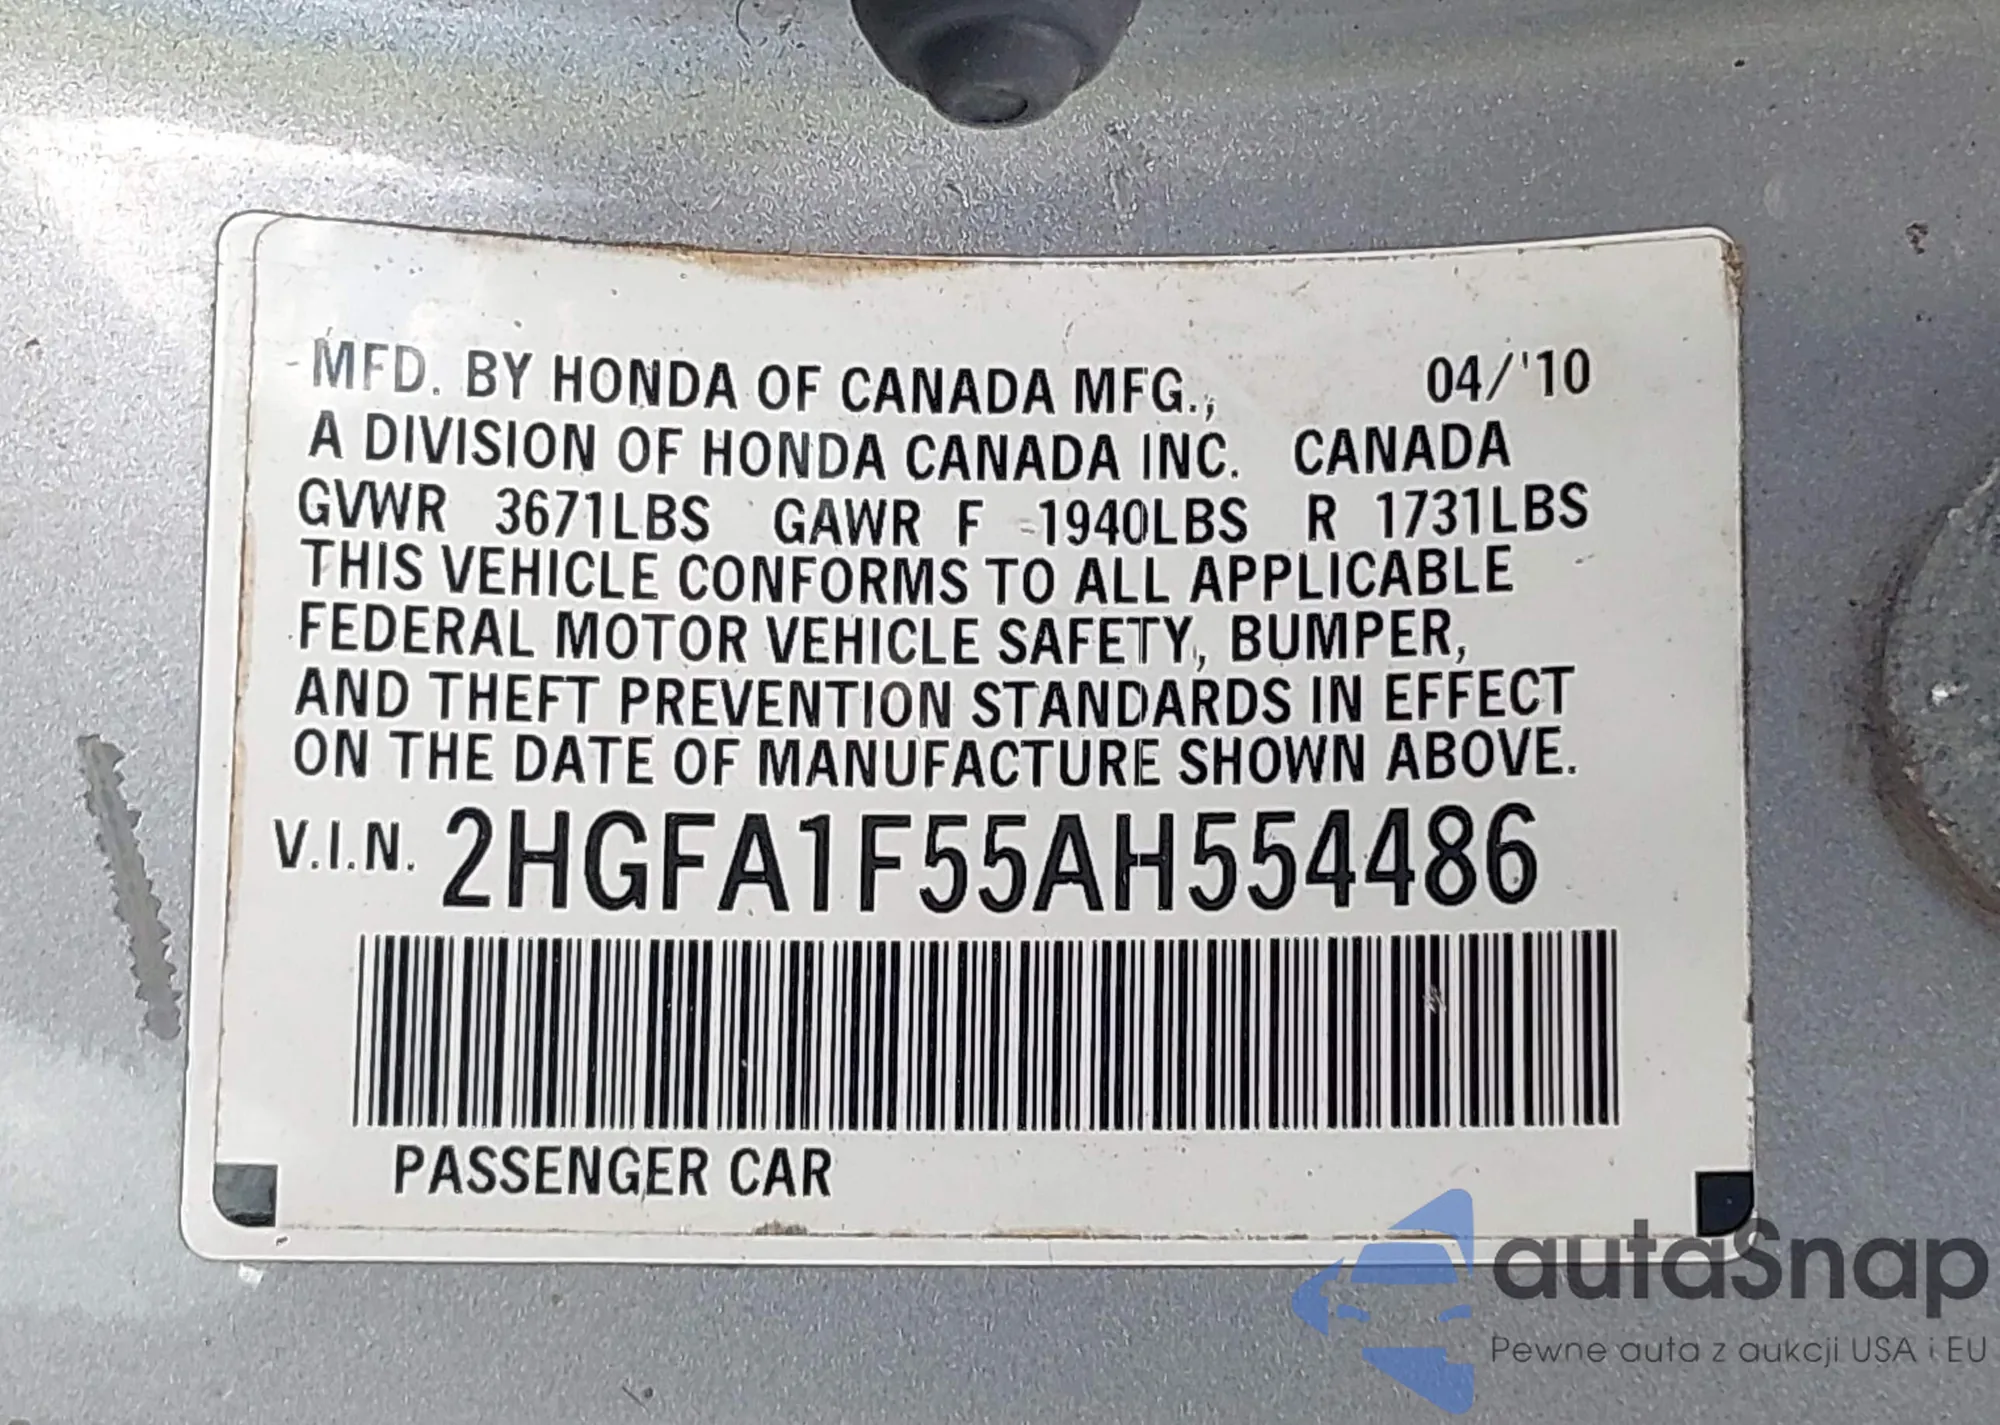 MFD. BY HONDA OF CANADA MFG., 04/'10
A DIVISION OF HONDA CANADA INC. CANADA
GVWR 3671LBS GAWR F 1940LBS R 1731LBS
THIS VEHICLE CONFORMS TO ALL APPLICABLE
FEDERAL MOTOR VEHICLE SAFETY, BUMPER,
AND THEFT PREVENTION STANDARDS IN EFFECT
ON THE DATE OF MANUFACTURE SHOWN ABOVE.
V.I.N. 2HGFA1F55AH554486
PASSENGER CAR
autaSnap
Pewne auta z aukcji USA i EU